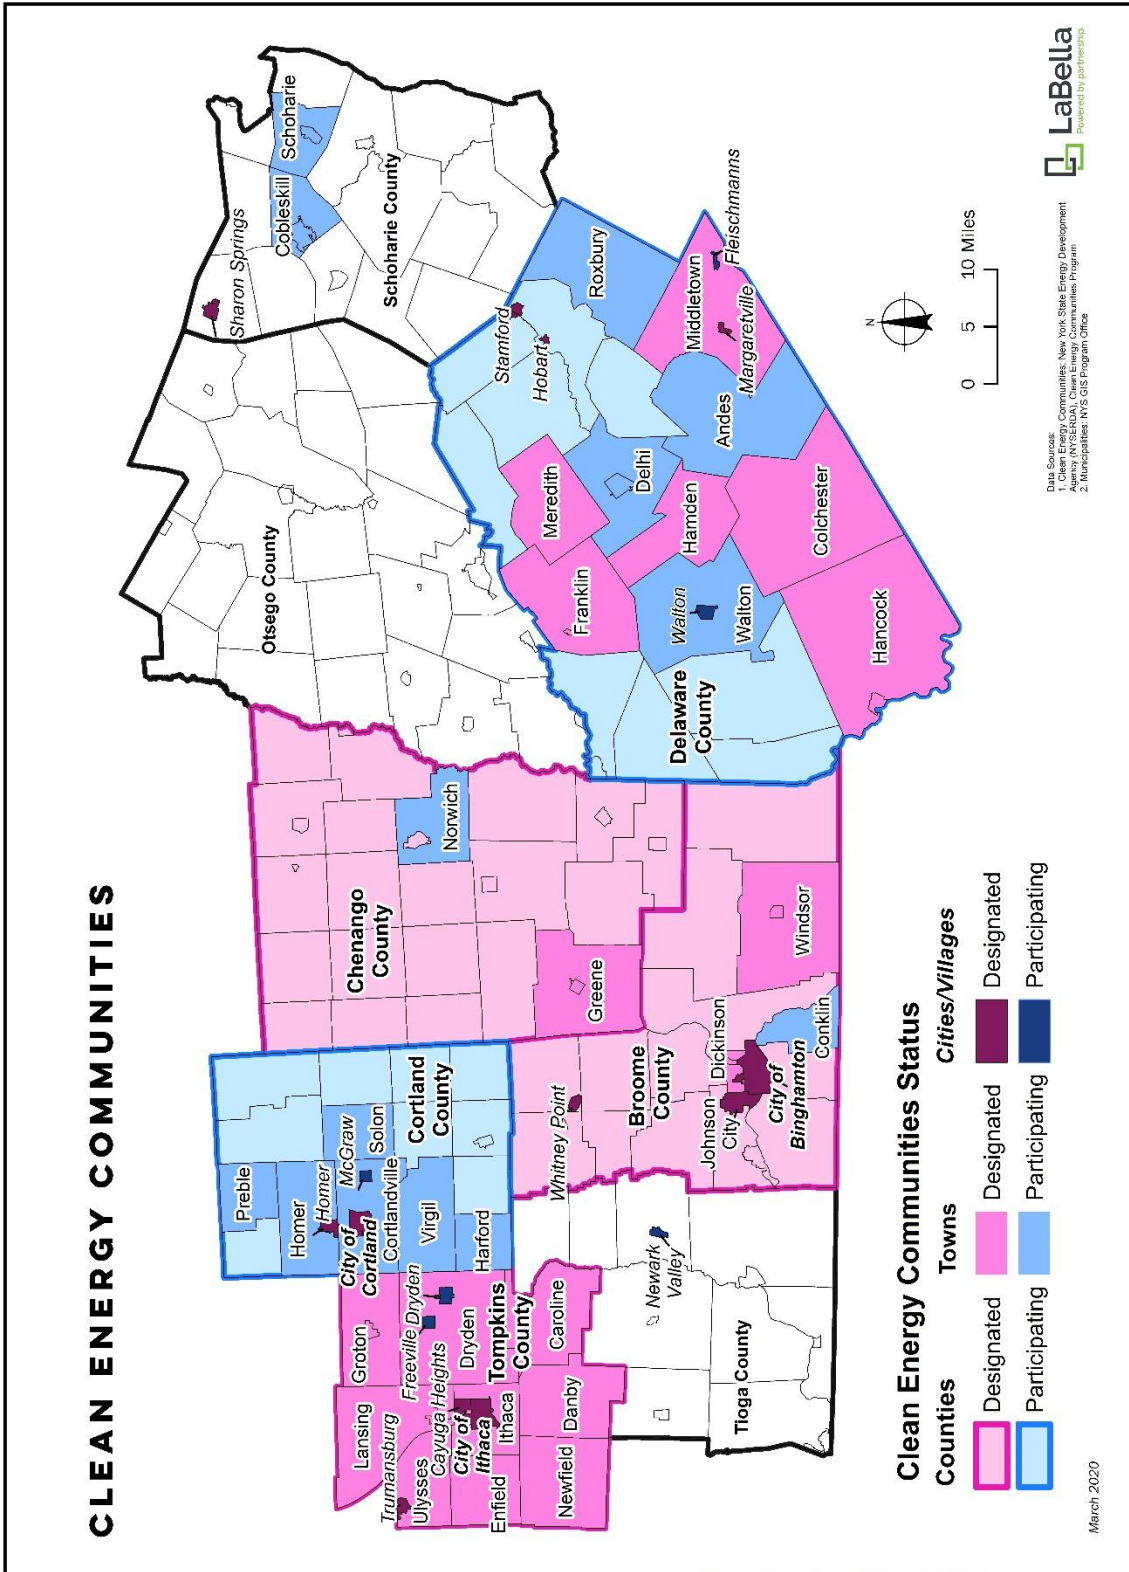 CLEAN ENERGY COMMUNITIES
Sharon Springs
Cobleskill
Schoharie
Schoharie County
Otsego County
Stamford
Hobart
Roxbury
Middletown
Fleischmanns
Margaretville
Andes
Delhi
Meredith
Franklin
Hamden
Colchester
Walton
Walton
Hancock
Delaware
County
Chenango
County
Norwich
Greene
Preble
Homer
Homer
McGraw
Solon
City of
Cortland
Cortlandville
Cortland
County
Virgil
Harford
Groton
Lansing
Trumansburg
Ulysses
Freeville
Dryden
Dryden
Cayuga Heights
City of
Ithaca
Ithaca
Tompkins
County
Enfield
Caroline
Danby
Newfield
Whitney Point
Broome
County
Dickinson
Johnson
City
City of
Binghamton
Conklin
Windsor
Newark
Valley
Tioga County
N
0 5 10 Miles
Clean Energy Communities Status
Counties
Designated
Participating
Towns
Designated
Participating
Cities/Villages
Designated
Participating
March 2020
Data Sources:
1. Clean Energy Communities: New York State Energy Development
Agency (NYSERDA), Clean Energy Communities Program
2. Municipalities: NYS GIS Program Office
LaBella
Powered by partnership.